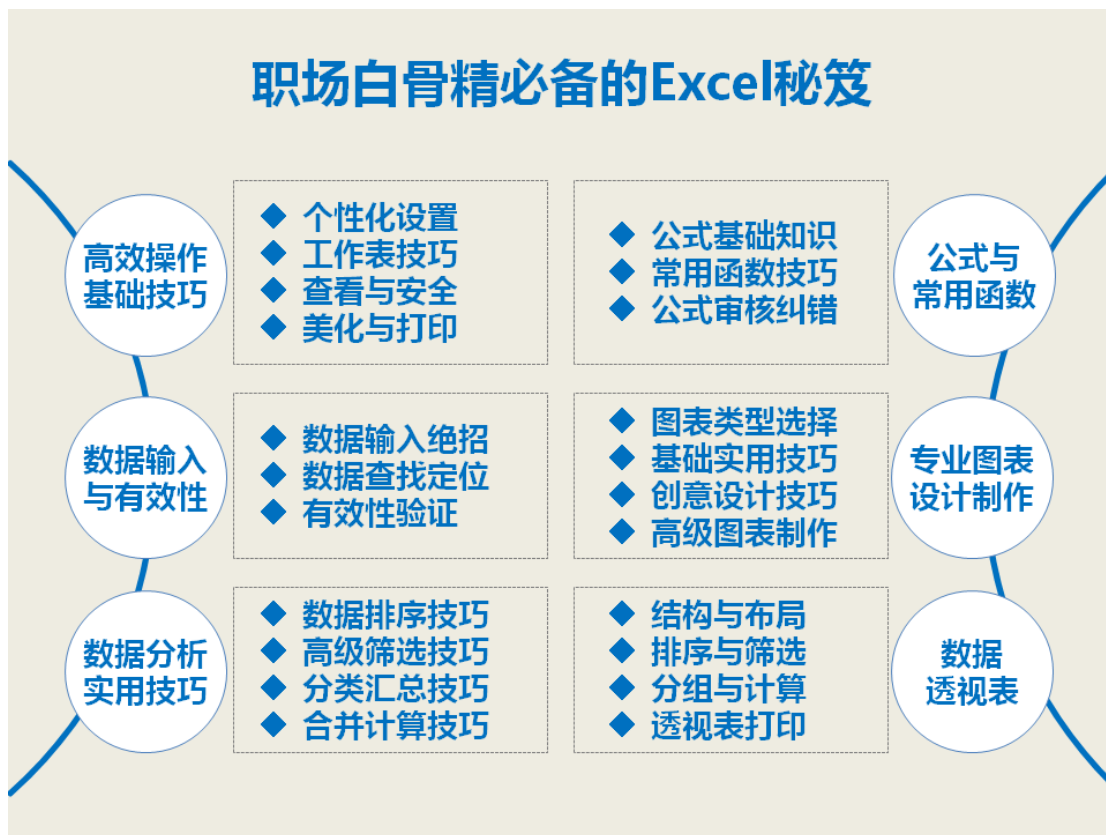 职场白骨精必备的Excel秘笈
高效操作
基础技巧
◆ 个性化设置
◆ 工作表技巧
◆ 查看与安全
◆ 美化与打印
◆ 公式基础知识
◆ 常用函数技巧
◆ 公式审核纠错
公式与
常用函数
数据输入
与有效性
◆ 数据输入绝招
◆ 数据查找定位
◆ 有效性验证
◆ 图表类型选择
◆ 基础实用技巧
◆ 创意设计技巧
◆ 高级图表制作
专业图表
设计制作
数据分析
实用技巧
◆ 数据排序技巧
◆ 高级筛选技巧
◆ 分类汇总技巧
◆ 合并计算技巧
◆ 结构与布局
◆ 排序与筛选
◆ 分组与计算
◆ 透视表打印
数据
透视表